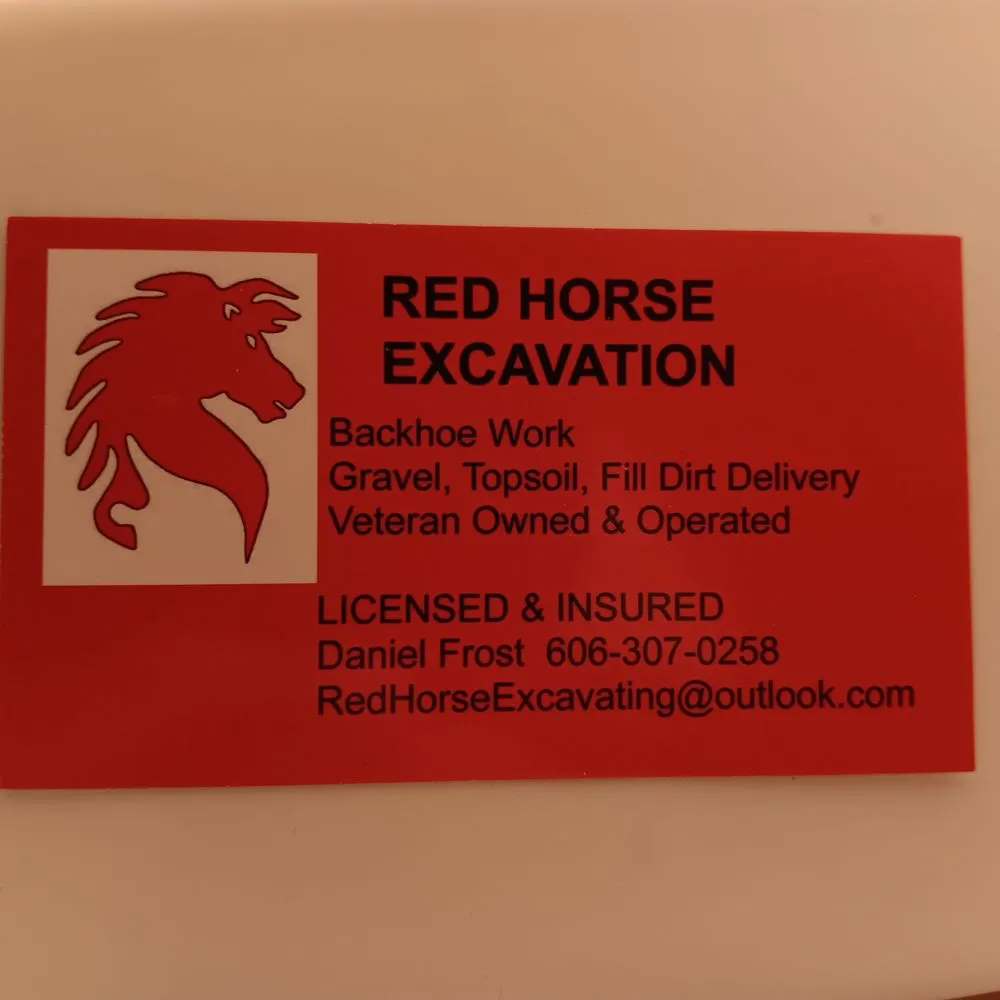 RED HORSE
EXCAVATION
Backhoe Work
Gravel, Topsoil, Fill Dirt Delivery
Veteran Owned & Operated
LICENSED & INSURED
Daniel Frost 606-307-0258
RedHorseExcavating@outlook.com